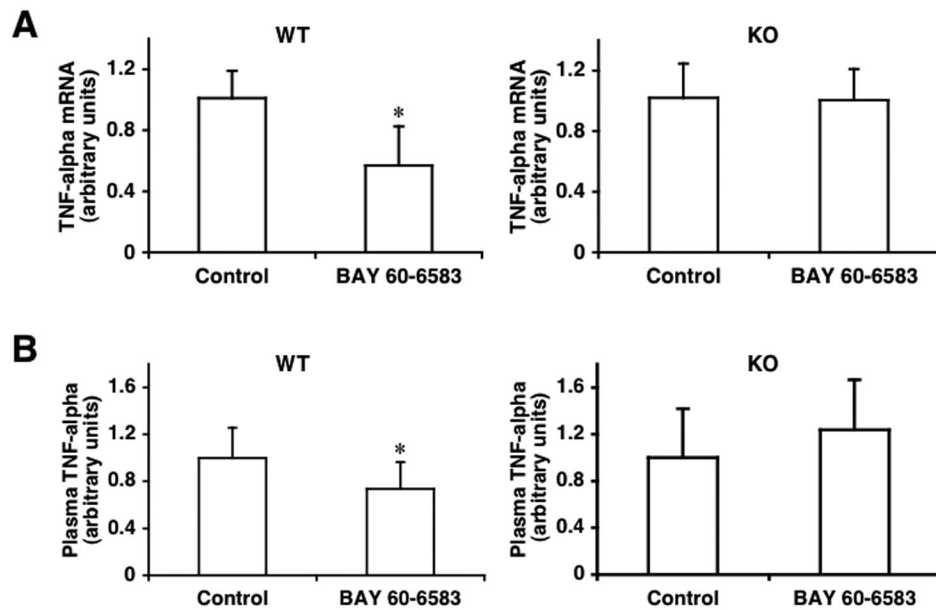 A
WT
TNF-alpha mRNA
(arbitrary units)
1.2
0.8
0.4
0
*
Control
BAY 60-6583
KO
TNF-alpha mRNA
(arbitrary units)
1.2
0.8
0.4
0
Control
BAY 60-6583
B
WT
Plasma TNF-alpha
(arbitrary units)
1.6
1.2
0.8
0.4
0
*
Control
BAY 60-6583
KO
Plasma TNF-alpha
(arbitrary units)
1.6
1.2
0.8
0.4
0
Control
BAY 60-6583